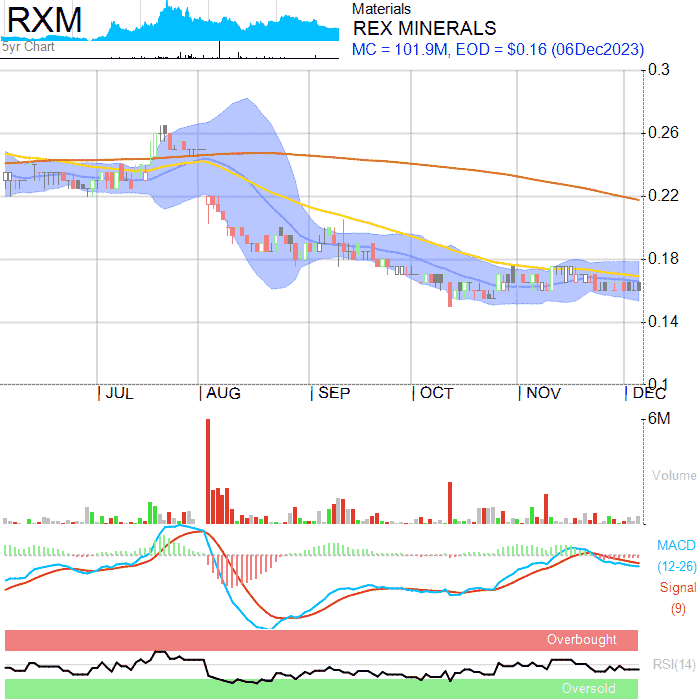 RXM
5yr Chart
Materials
REX MINERALS
MC = 101.9M, EOD = $0.16 (06Dec2023)
0.3
0.26
0.22
0.18
0.14
0.1
JUL
AUG
SEP
OCT
NOV
DEC
6M
Volume
MACD
(12-26)
Signal
(9)
Overbought
RSI(14)
Oversold